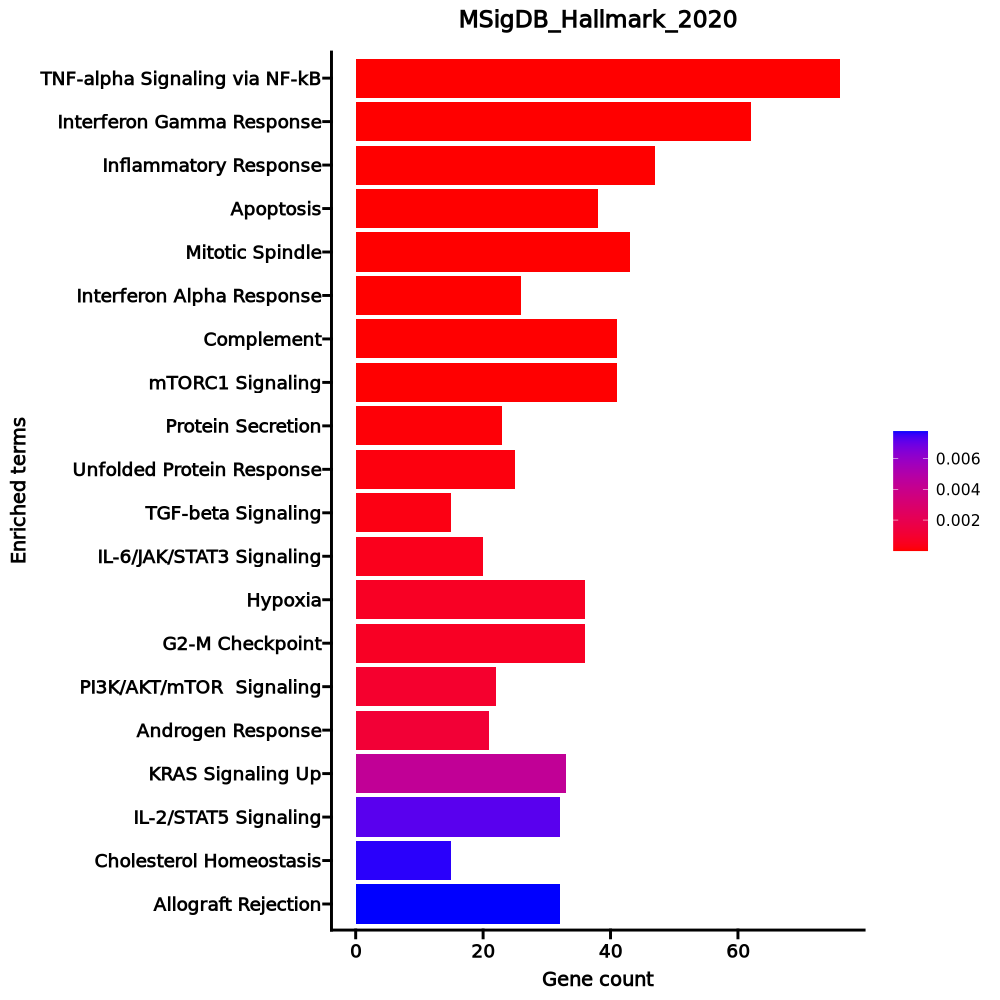 MSigDB_Hallmark_2020
TNF-alpha Signaling via NF-kB
Interferon Gamma Response
Inflammatory Response
Apoptosis
Mitotic Spindle
Interferon Alpha Response
Complement
mTORC1 Signaling
Protein Secretion
Unfolded Protein Response
TGF-beta Signaling
IL-6/JAK/STAT3 Signaling
Hypoxia
G2-M Checkpoint
PI3K/AKT/mTOR  Signaling
Androgen Response
KRAS Signaling Up
IL-2/STAT5 Signaling
Cholesterol Homeostasis
Allograft Rejection
Enriched terms
0 20 40 60
Gene count
0.006
0.004
0.002